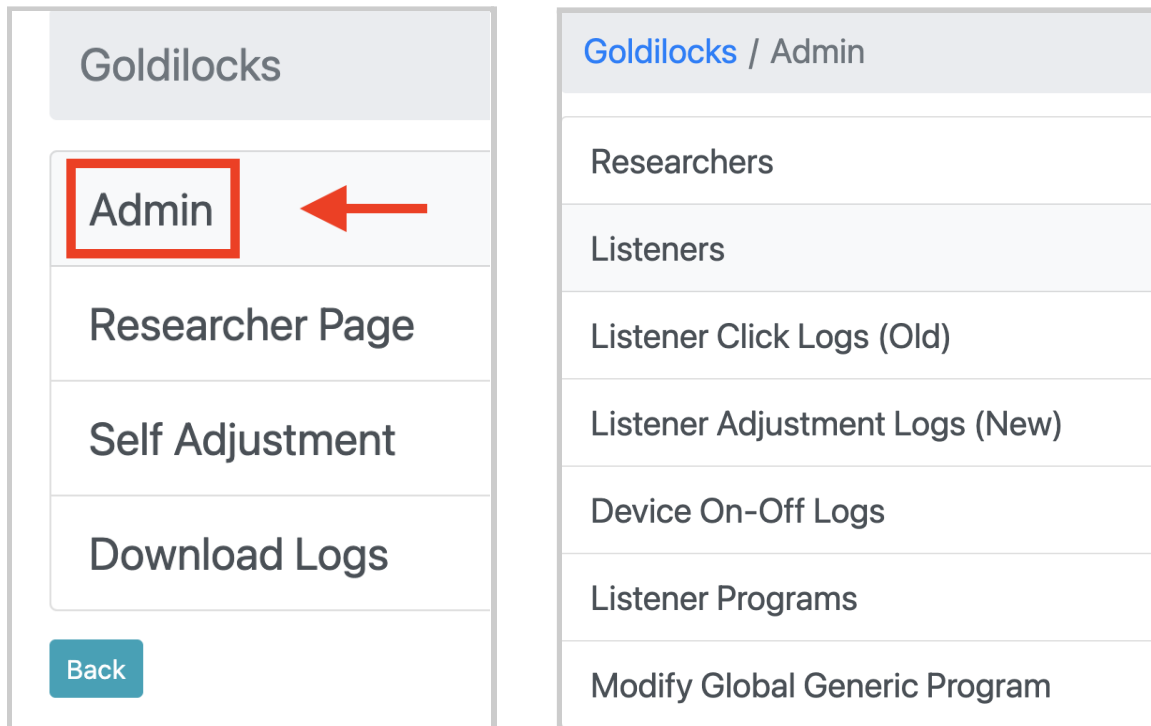 Goldilocks
Admin
Researcher Page
Self Adjustment
Download Logs
Back
Goldilocks / Admin
Researchers
Listeners
Listener Click Logs (Old)
Listener Adjustment Logs (New)
Device On-Off Logs
Listener Programs
Modify Global Generic Program